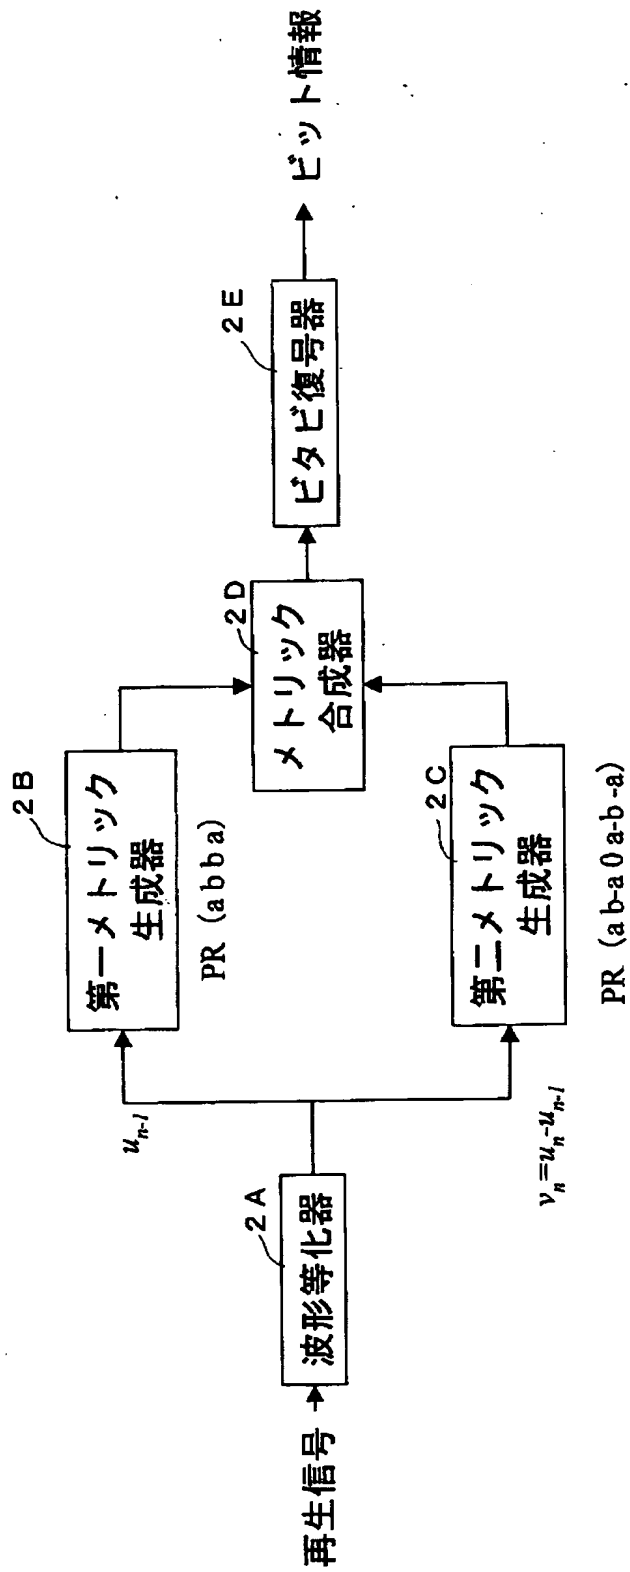 再生信号
波形等化器
2A
u_{n-1}
v_n=u_n-u_{n-1}
第一メトリック
生成器
2B
PR (abba)
第二メトリック
生成器
2C
PR (ab-a0a-b-a)
メトリック
合成器
2D
ビタビ復号器
2E
ビット情報